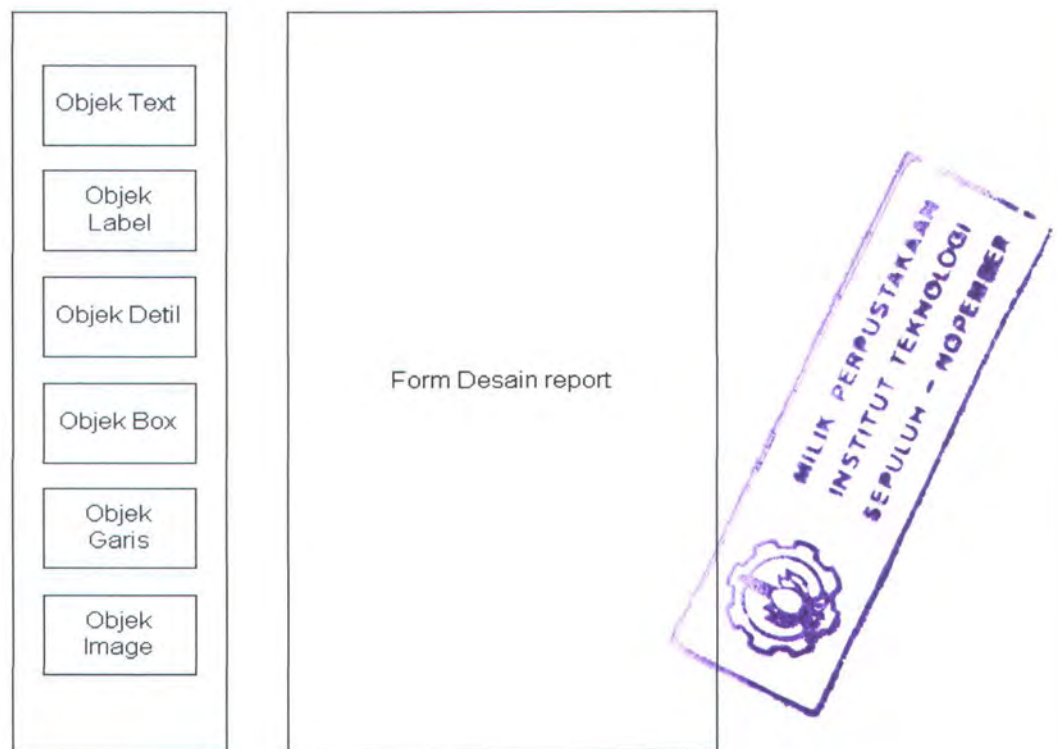 Objek Text
Objek
Label
Objek Detil
Objek Box
Objek
Garis
Objek
Image
Form Desain report
MILIK PERPUSTAKAAN
INSTITUT TEKNOLOGI
SEPULUH - NOPEMBER